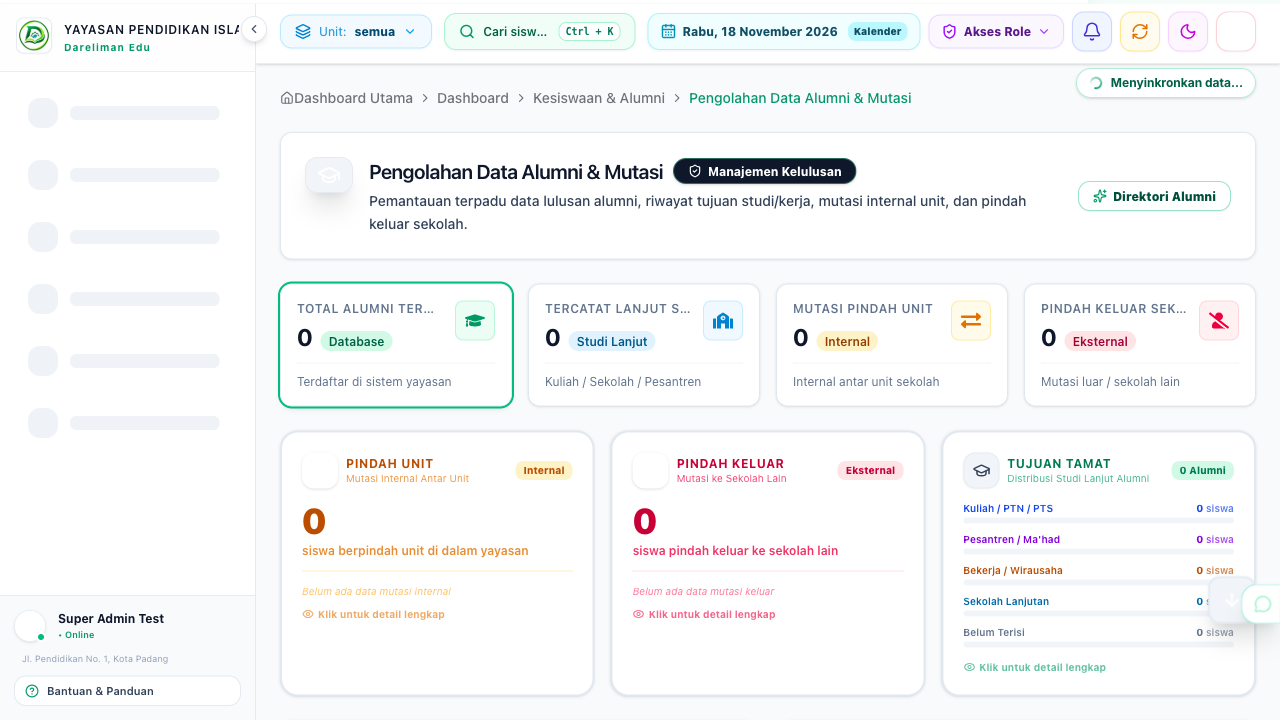 YAYASAN PENDIDIKAN ISLA
Dareliman Edu
Unit: semua
Cari sisw...
Ctrl + K
Rabu, 18 November 2026
Kalender
Akses Role
Menyinkronkan data...
Dashboard Utama > Dashboard > Kesiswaan & Alumni > Pengolahan Data Alumni & Mutasi
Pengolahan Data Alumni & Mutasi
Manajemen Kelulusan
Pemantauan terpadu data lulusan alumni, riwayat tujuan studi/kerja, mutasi internal unit, dan pindah
keluar sekolah.
Direktori Alumni
TOTAL ALUMNI TER...
0 Database
Terdaftar di sistem yayasan
TERCATAT LANJUT S...
0 Studi Lanjut
Kuliah / Sekolah / Pesantren
MUTASI PINDAH UNIT
0 Internal
Internal antar unit sekolah
PINDAH KELUAR SEK...
0 Eksternal
Mutasi luar / sekolah lain
PINDAH UNIT
Mutasi Internal Antar Unit
Internal
0
siswa berpindah unit di dalam yayasan
Belum ada data mutasi internal
Klik untuk detail lengkap
PINDAH KELUAR
Mutasi ke Sekolah Lain
Eksternal
0
siswa pindah keluar ke sekolah lain
Belum ada data mutasi keluar
Klik untuk detail lengkap
TUJUAN TAMAT
Distribusi Studi Lanjut Alumni
0 Alumni
Kuliah / PTN / PTS 0 siswa
Pesantren / Ma'had 0 siswa
Bekerja / Wirausaha 0 siswa
Sekolah Lanjutan 0
Belum Terisi 0 siswa
Klik untuk detail lengkap
Super Admin Test
• Online
Jl. Pendidikan No. 1, Kota Padang
Bantuan & Panduan